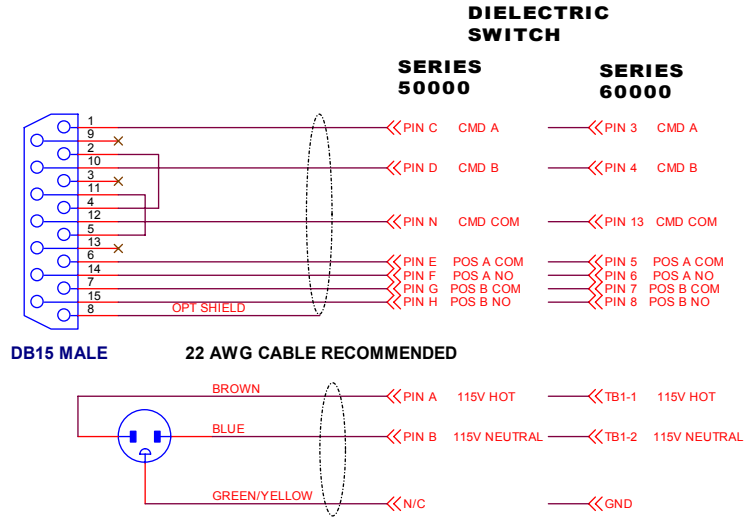 DIELECTRIC
SWITCH
SERIES
50000
SERIES
60000
1
9
2
10
3
11
4
12
5
13
6
14
7
15
8
PIN C CMD A
PIN 3 CMD A
PIN D CMD B
PIN 4 CMD B
PIN N CMD COM
PIN 13 CMD COM
PIN E POS A COM
PIN 5 POS A COM
PIN F POS A NO
PIN 6 POS A NO
PIN G POS B COM
PIN 7 POS B COM
PIN H POS B NO
PIN 8 POS B NO
OPT SHIELD
DB15 MALE
22 AWG CABLE RECOMMENDED
BROWN
PIN A 115V HOT
TB1-1 115V HOT
BLUE
PIN B 115V NEUTRAL
TB1-2 115V NEUTRAL
GREEN/YELLOW
N/C
GND